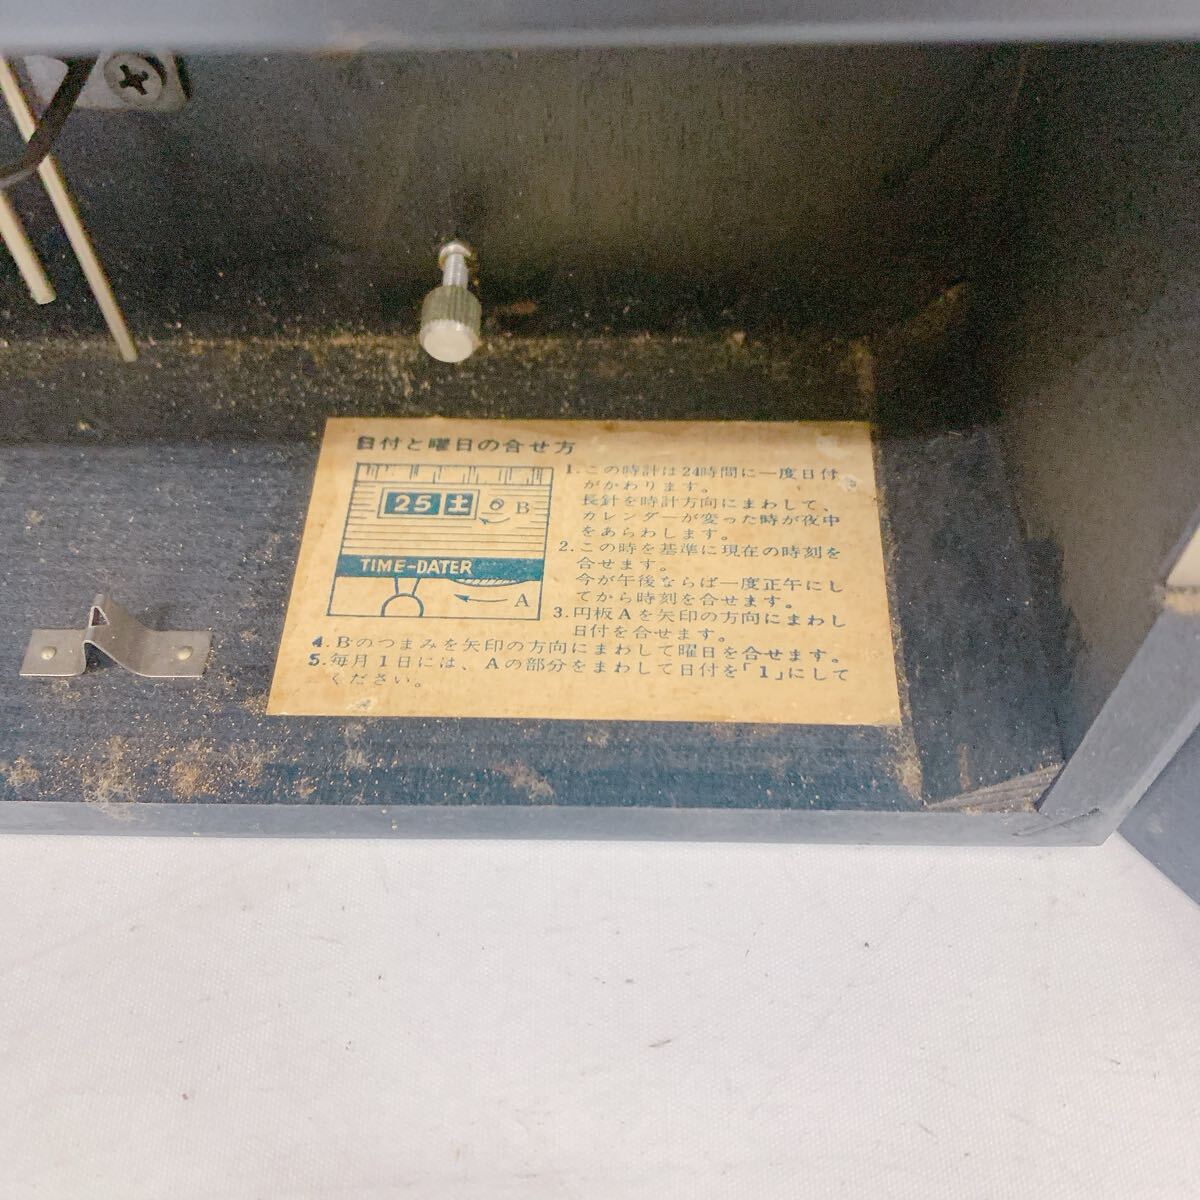 日付と曜日の合せ方
25 土
B
TIME-DATER
A
1. この時計は24時間に一度日付
がかわります。
長針を時計方向にまわして、
カレンダーが変った時が夜中
をあらわします。
2. この時を基準に現在の時刻を
合せます。
今が午後ならば一度正午にし
てから時刻を合せます。
3. 円板Aを矢印の方向にまわし
日付を合せます。
4. Bのつまみを矢印の方向にまわして曜日を合せます。
5. 毎月1日には、Aの部分をまわして日付を「1」にして
ください。